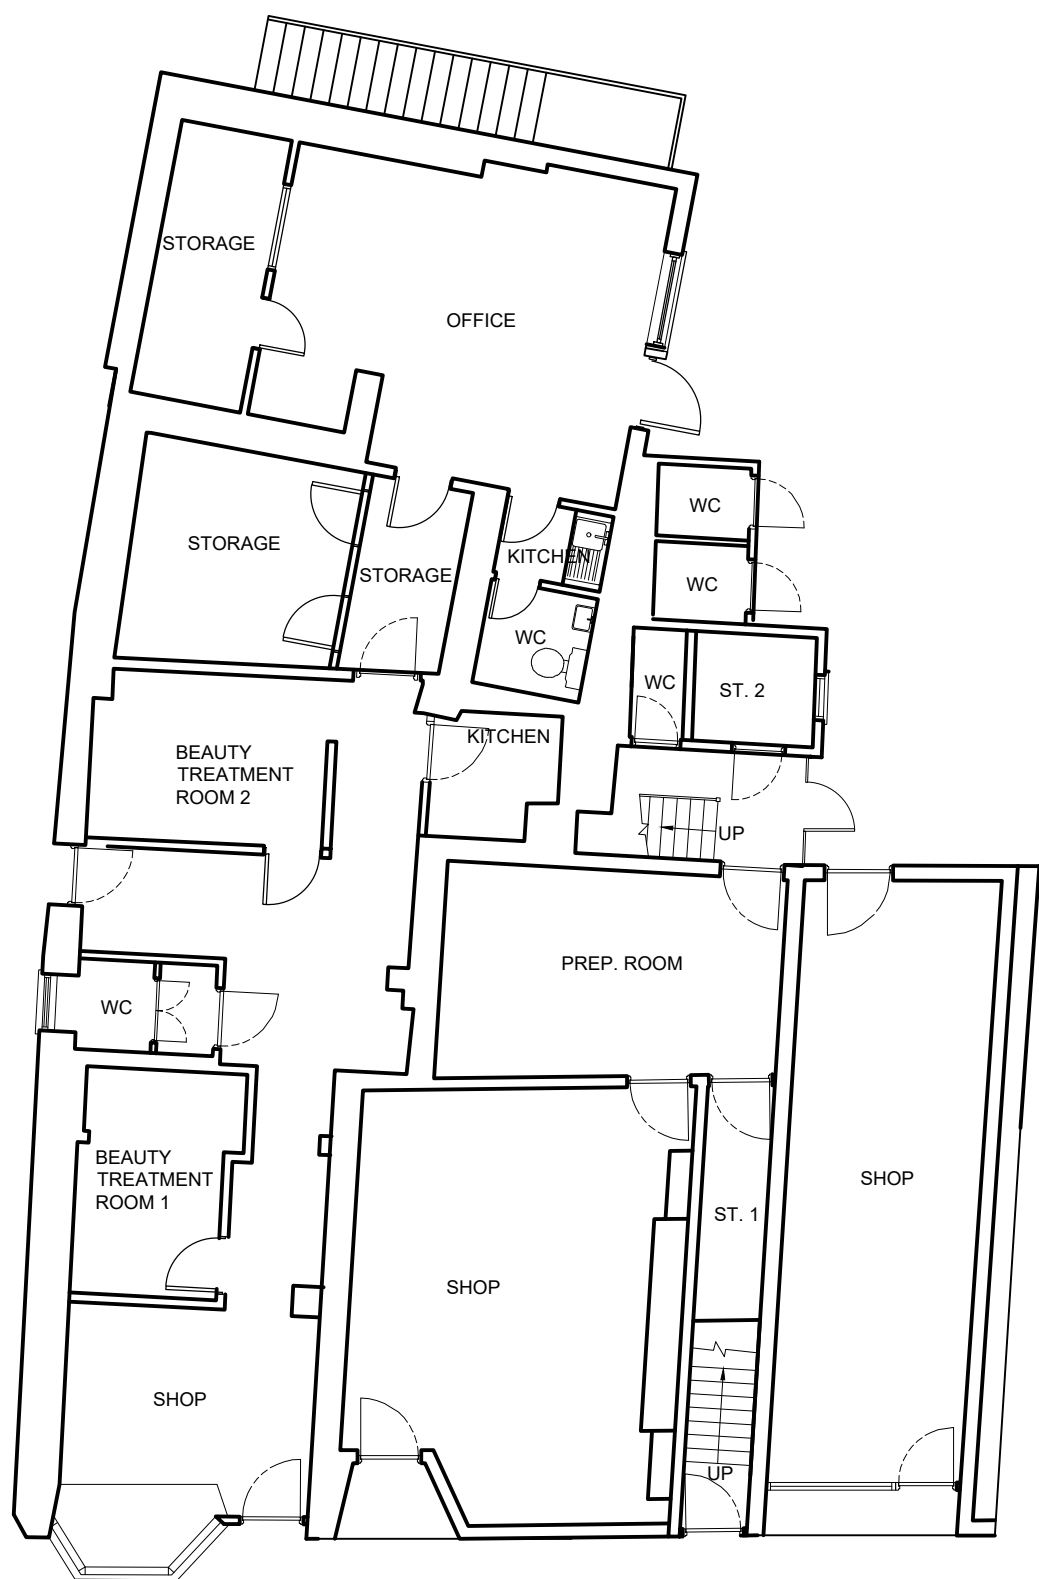 STORAGE
OFFICE
WC
STORAGE
KITCHEN
STORAGE
WC
WC
WC
ST. 2
KITCHEN
BEAUTY
TREATMENT
ROOM 2
UP
PREP. ROOM
WC
BEAUTY
TREATMENT
ROOM 1
SHOP
ST. 1
SHOP
SHOP
UP